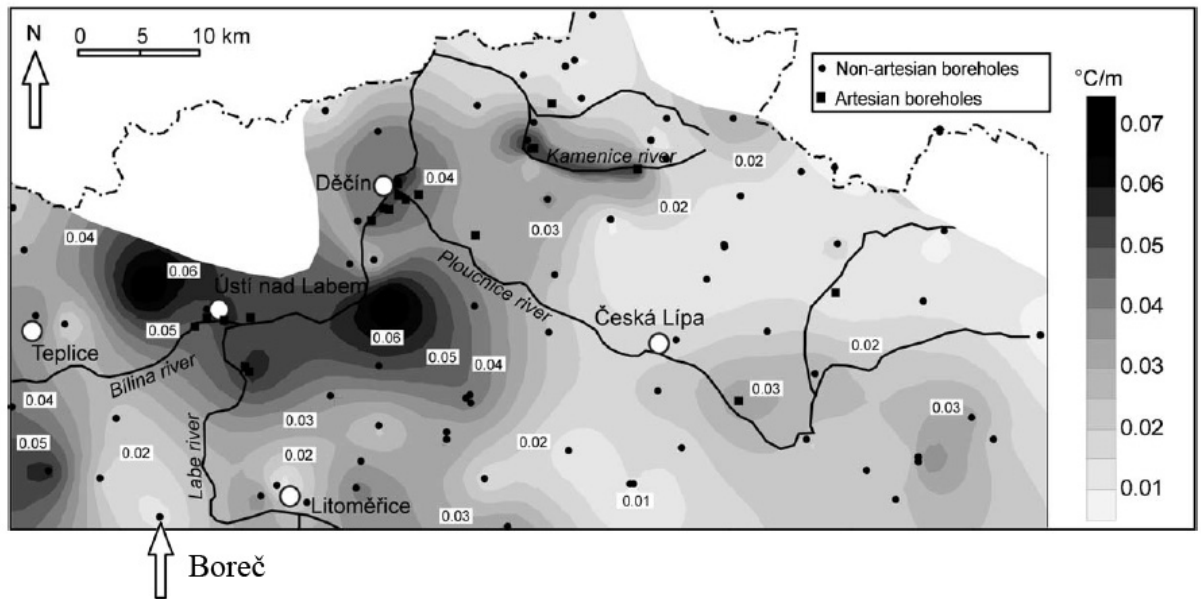 N
0 5 10 km
Non-artesian boreholes
Artesian boreholes
°C/m
0.07
0.06
0.05
0.04
0.03
0.02
0.01
Kamenice river
0.02
Děčín
0.04
0.02
0.03
0.04
0.06
Ústí nad Labem
Ploucnice river
0.05
0.06
Česká Lípa
Teplice
Bílina river
0.05
0.04
0.02
0.04
0.03
0.03
0.03
0.05
0.02
Labe river
0.02
0.02
Litoměřice
0.01
0.03
Boreč